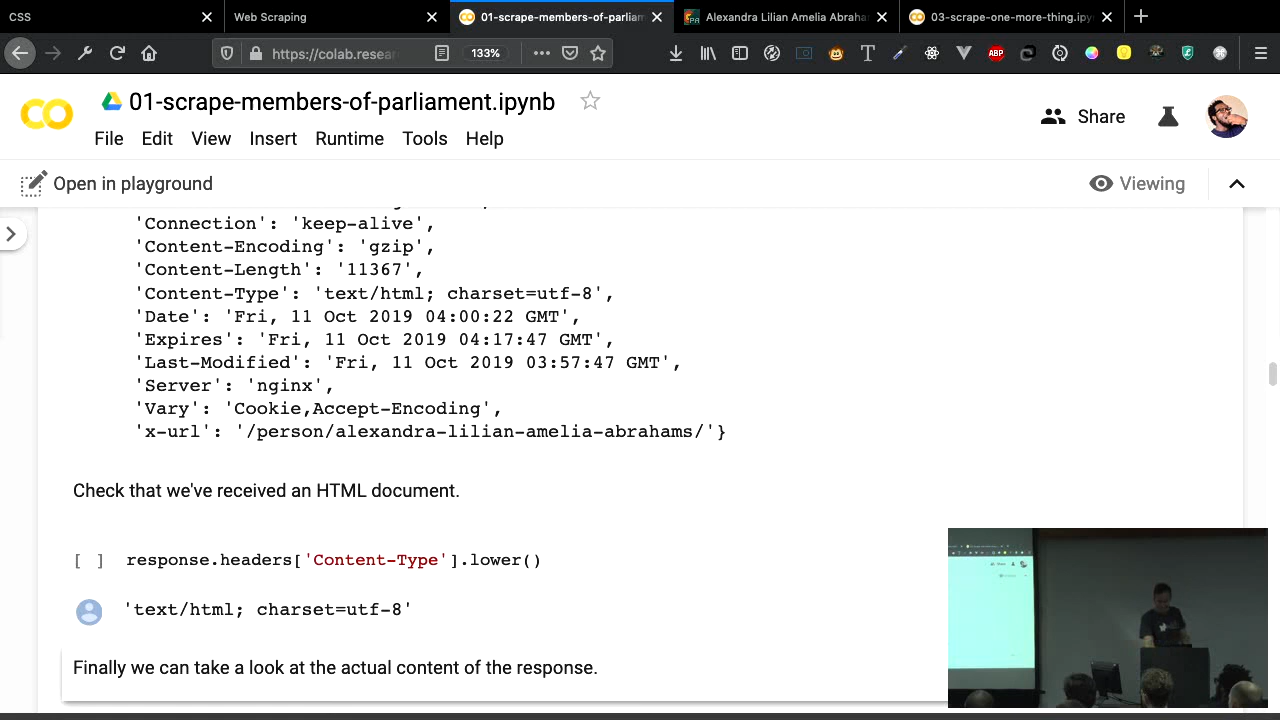 CSS
Web Scraping
01-scrape-members-of-parliam
Alexandra Lilian Amelia Abraha
03-scrape-one-more-thing.ipy
https://colab.resea
133%
ABP
01-scrape-members-of-parliament.ipynb
File Edit View Insert Runtime Tools Help
Share
Open in playground
Viewing
'Connection': 'keep-alive',
'Content-Encoding': 'gzip',
'Content-Length': '11367',
'Content-Type': 'text/html; charset=utf-8',
'Date': 'Fri, 11 Oct 2019 04:00:22 GMT',
'Expires': 'Fri, 11 Oct 2019 04:17:47 GMT',
'Last-Modified': 'Fri, 11 Oct 2019 03:57:47 GMT',
'Server': 'nginx',
'Vary': 'Cookie,Accept-Encoding',
'x-url': '/person/alexandra-lilian-amelia-abrahams/'}
Check that we've received an HTML document.
[ ] response.headers['Content-Type'].lower()
'text/html; charset=utf-8'
Finally we can take a look at the actual content of the response.